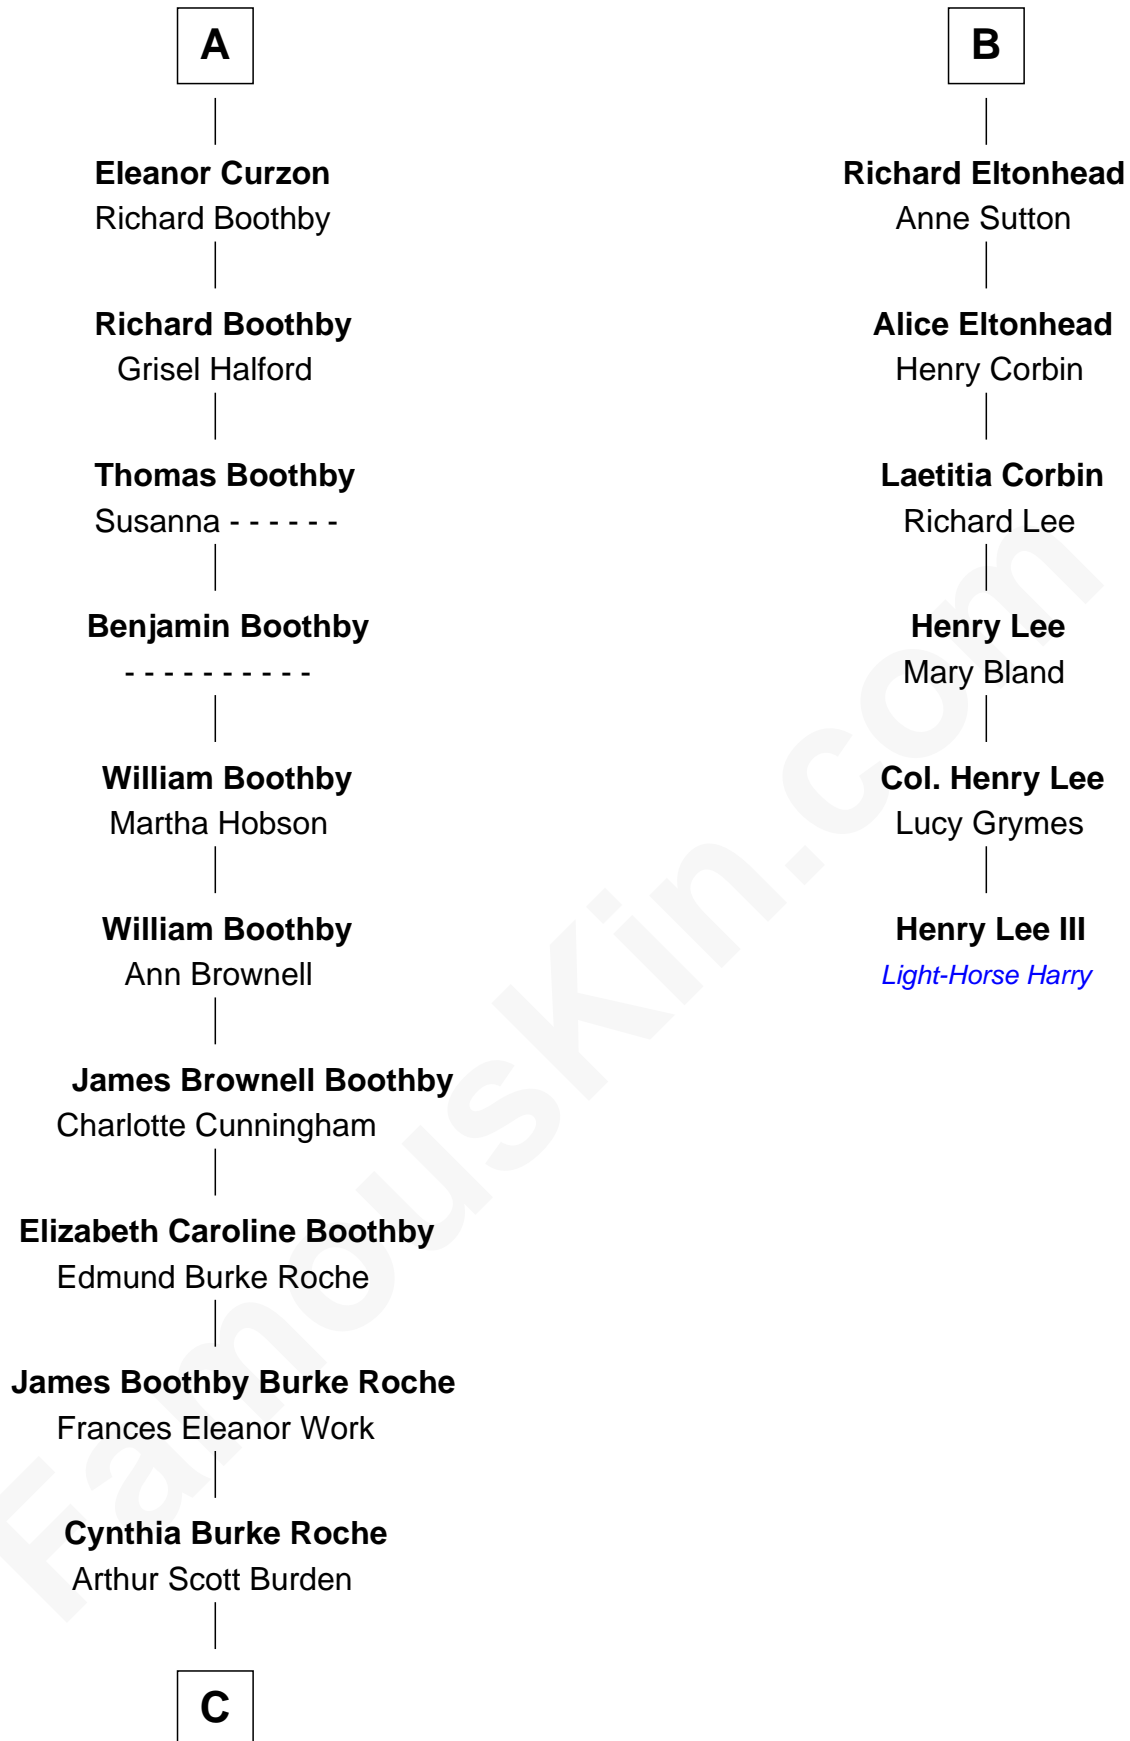 A
Eleanor Curzon
Richard Boothby
Richard Boothby
Grisel Halford
Thomas Boothby
Susanna - - - - - -
Benjamin Boothby
- - - - - - - - - -
William Boothby
Martha Hobson
William Boothby
Ann Brownell
James Brownell Boothby
Charlotte Cunningham
Elizabeth Caroline Boothby
Edmund Burke Roche
James Boothby Burke Roche
Frances Eleanor Work
Cynthia Burke Roche
Arthur Scott Burden
C
B
Richard Eltonhead
Anne Sutton
Alice Eltonhead
Henry Corbin
Laetitia Corbin
Richard Lee
Henry Lee
Mary Bland
Col. Henry Lee
Lucy Grymes
Henry Lee III
Light-Horse Harry
FamousKin.com